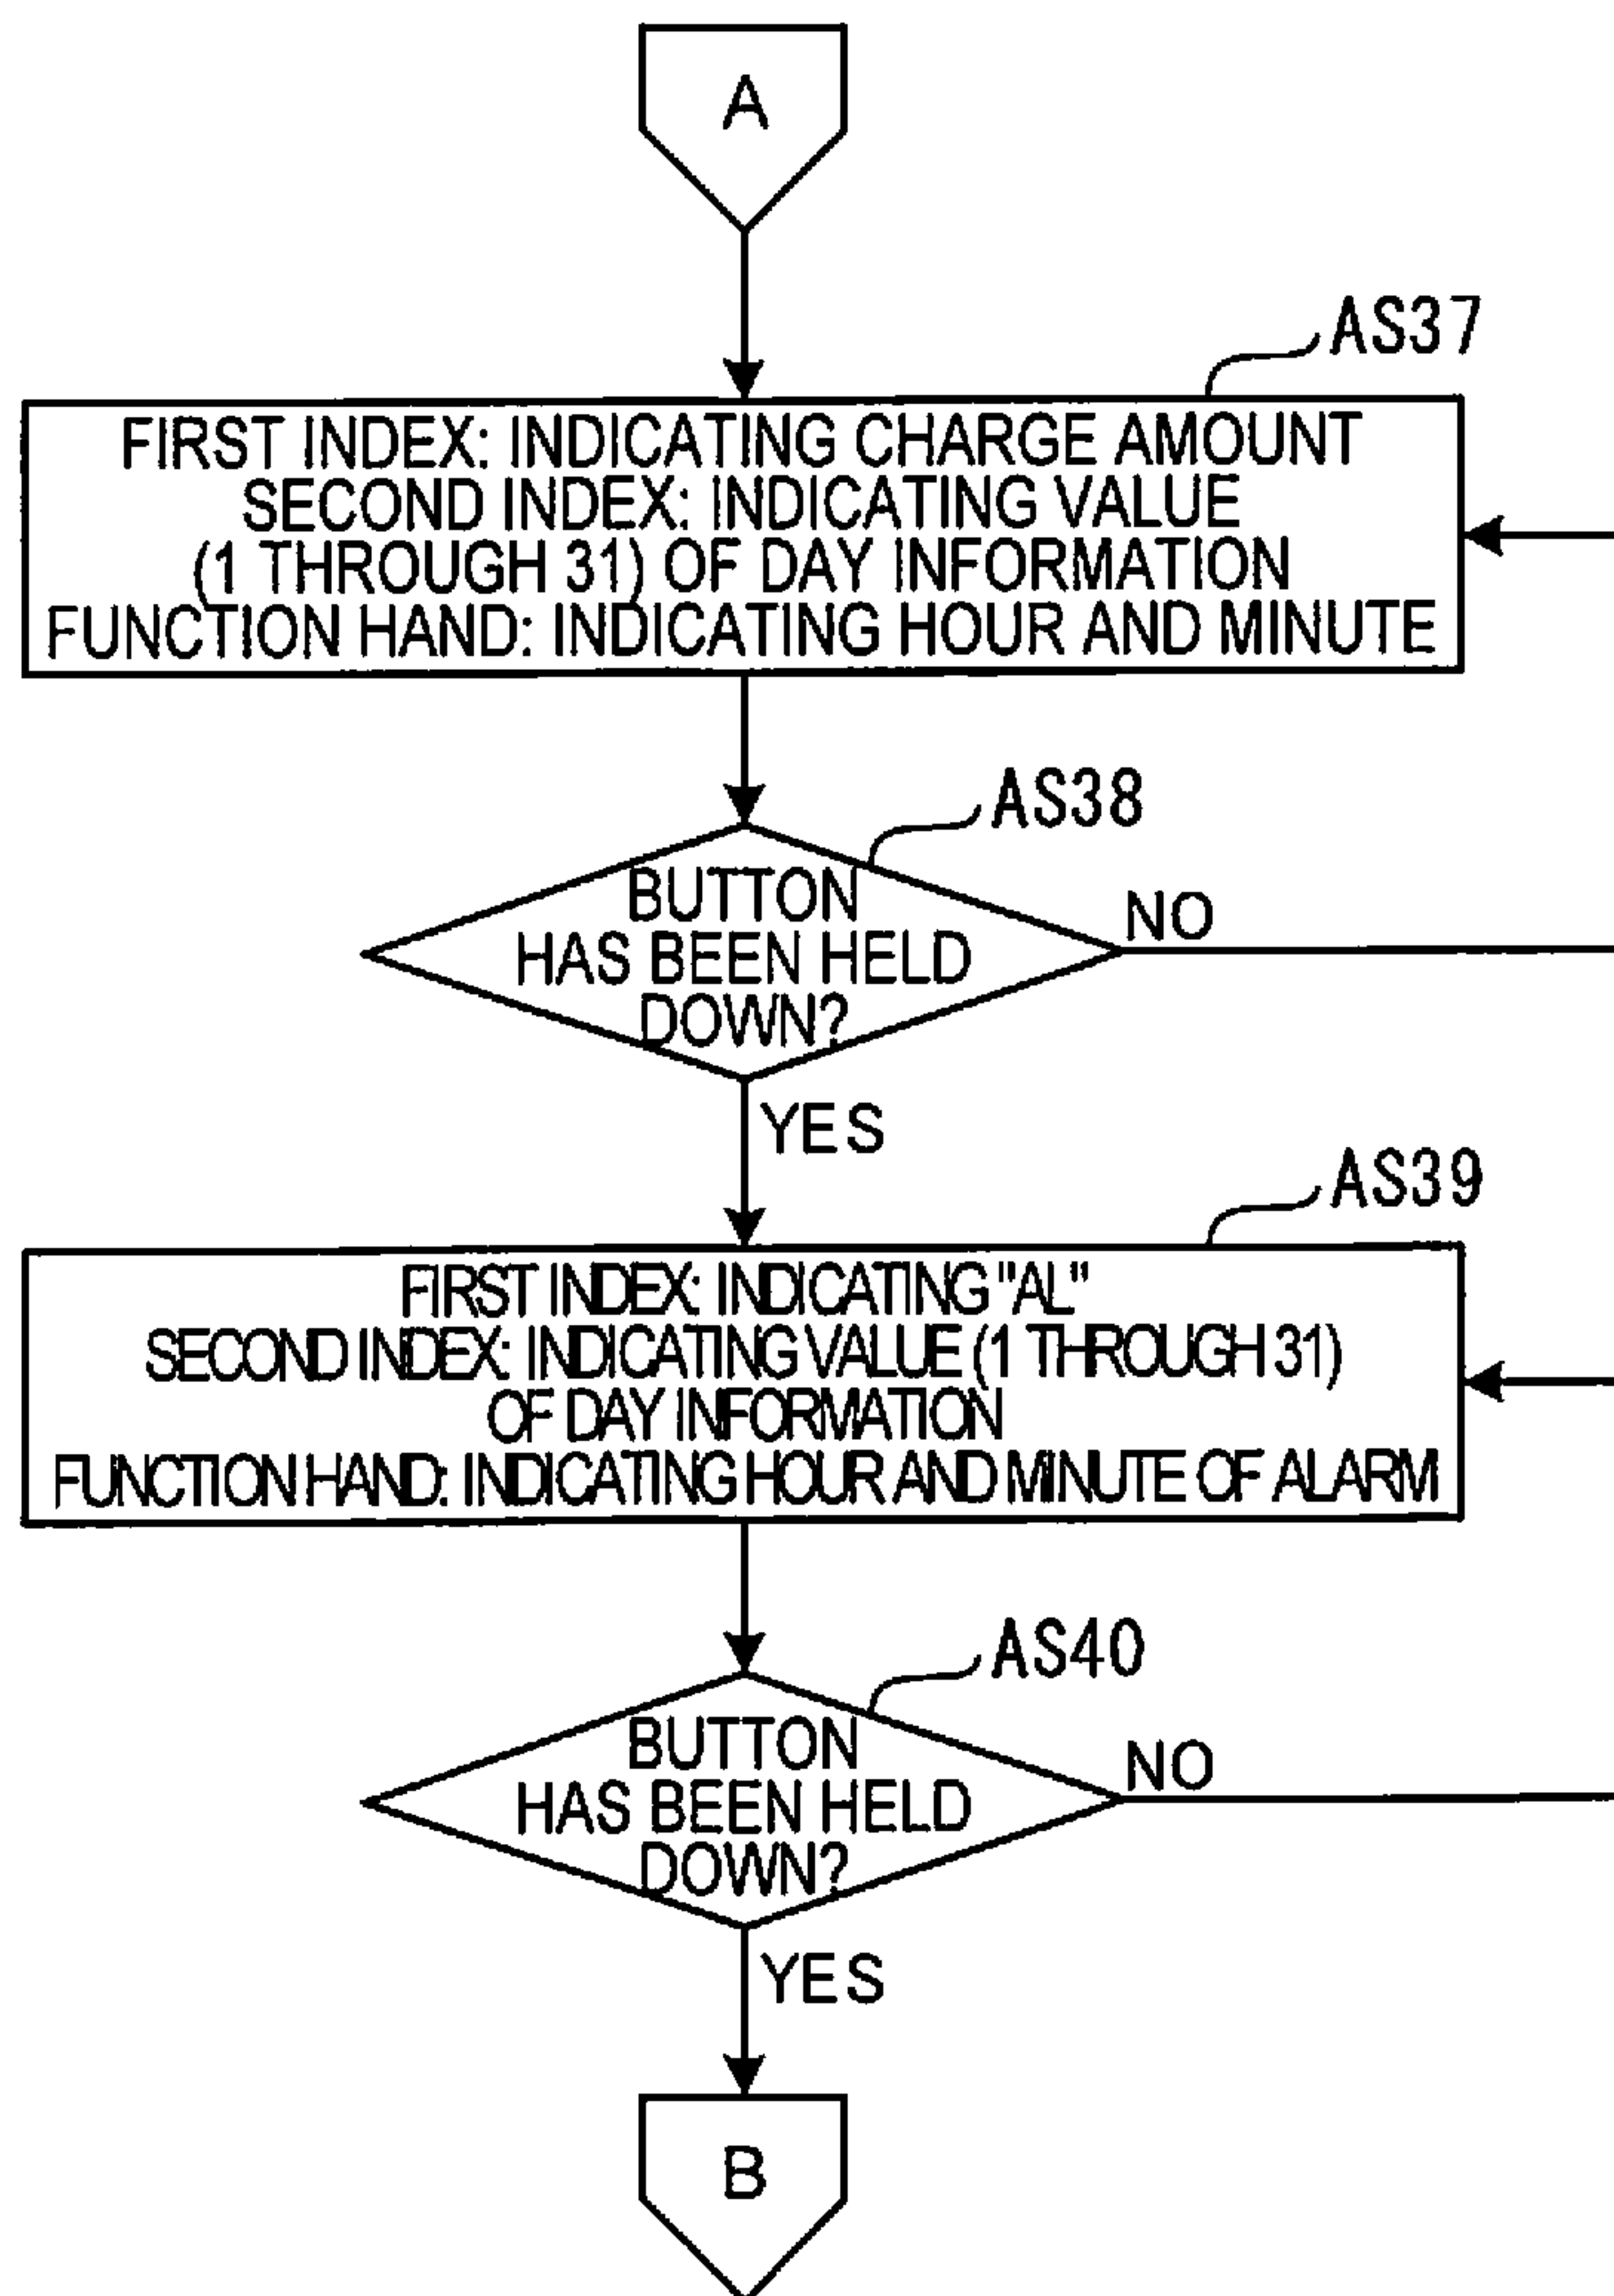 A
AS37
FIRST INDEX: INDICATING CHARGE AMOUNT
SECOND INDEX: INDICATING VALUE
(1 THROUGH 31) OF DAY INFORMATION
FUNCTION HAND: INDICATING HOUR AND MINUTE
AS38
BUTTON
HAS BEEN HELD
DOWN?
NO
YES
AS39
FIRST INDEX: INDICATING "AL"
SECOND INDEX: INDICATING VALUE (1 THROUGH 31)
OF DAY INFORMATION
FUNCTION HAND: INDICATING HOUR AND MINUTE OF ALARM
AS40
BUTTON
HAS BEEN HELD
DOWN?
NO
YES
B